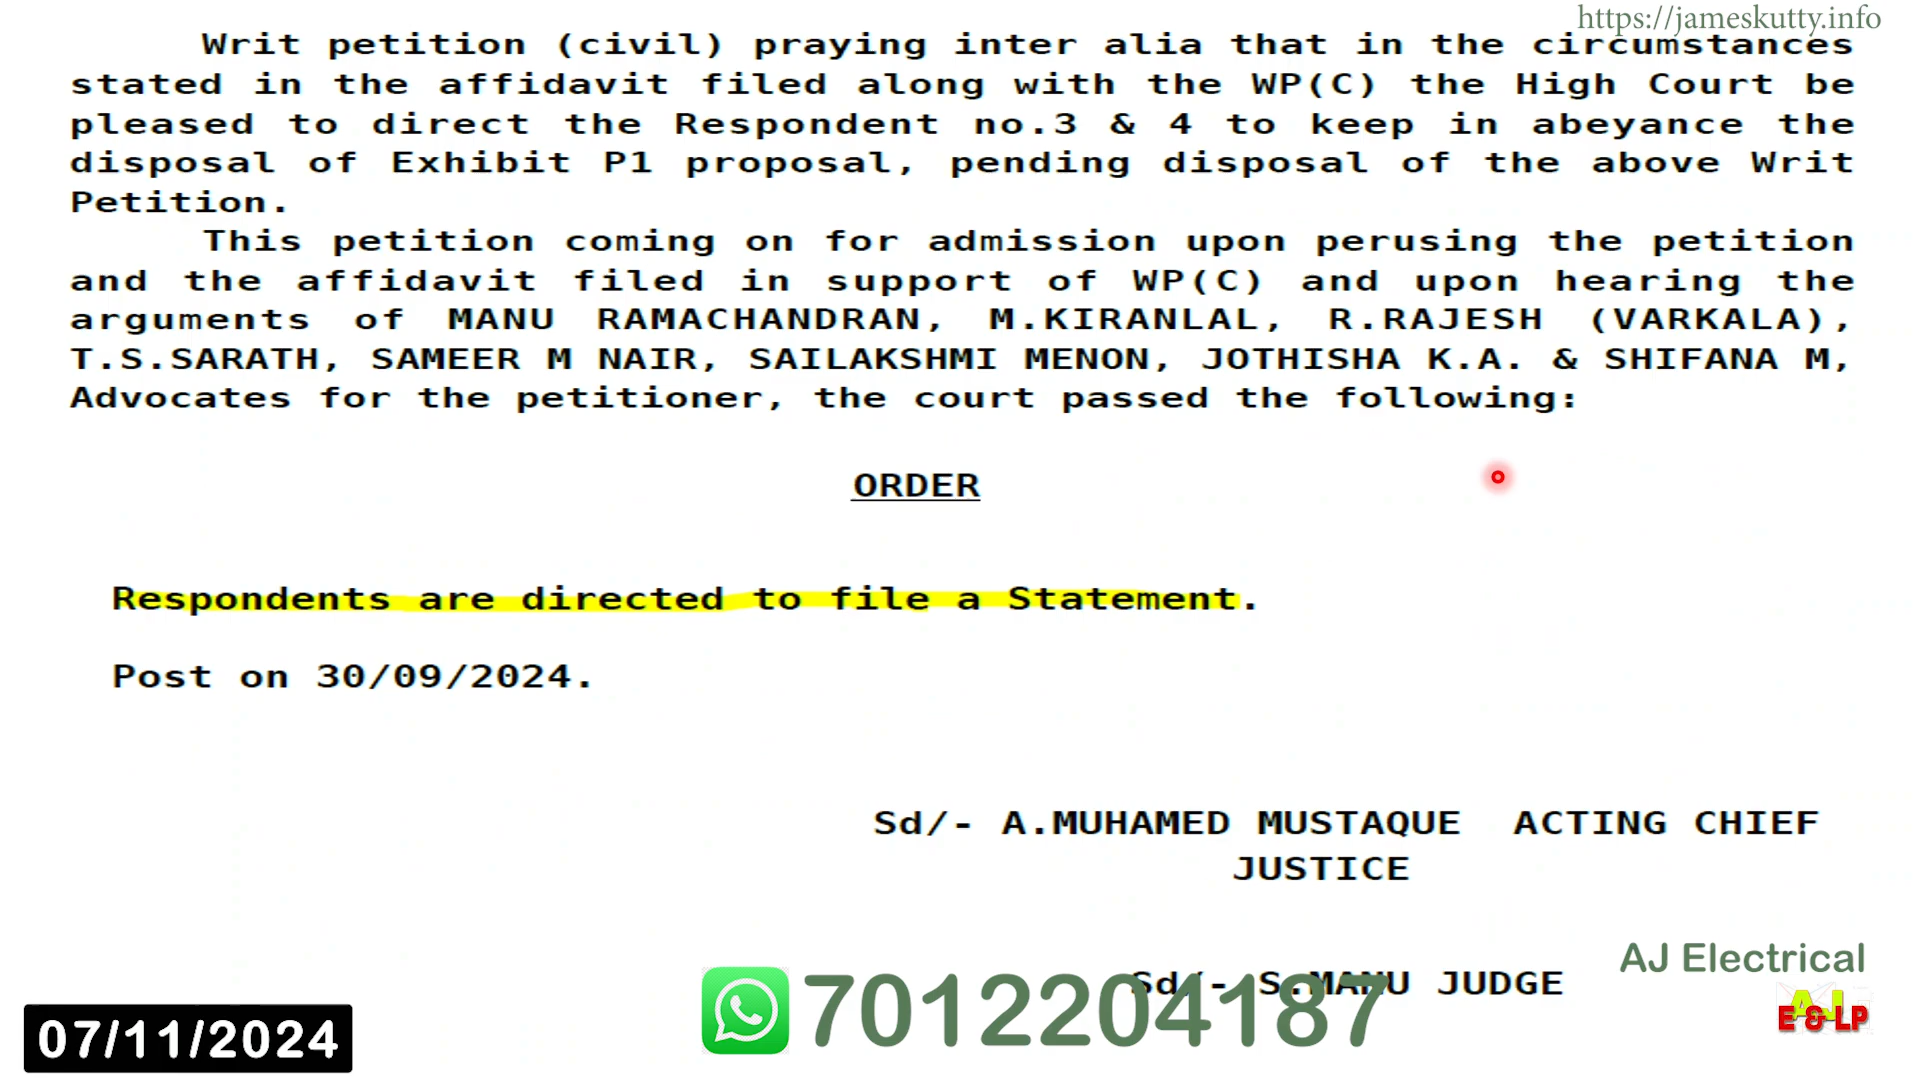 https://jameskutty.info
Writ petition (civil) praying inter alia that in the circumstances
stated in the affidavit filed along with the WP(C) the High Court be
pleased to direct the Respondent no.3 & 4 to keep in abeyance the
disposal of Exhibit P1 proposal, pending disposal of the above Writ
Petition.
This petition coming on for admission upon perusing the petition
and the affidavit filed in support of WP(C) and upon hearing the
arguments of MANU RAMACHANDRAN, M.KIRANLAL, R.RAJESH (VARKALA),
T.S.SARATH, SAMEER M NAIR, SAILAKSHMI MENON, JOTHISHA K.A. & SHIFANA M,
Advocates for the petitioner, the court passed the following:
ORDER
Respondents are directed to file a Statement.
Post on 30/09/2024.
Sd/- A.MUHAMED MUSTAQUE ACTING CHIEF
JUSTICE
AJ Electrical
Sd/- S.MANU JUDGE
7012204187
AJ
E & LP
07/11/2024